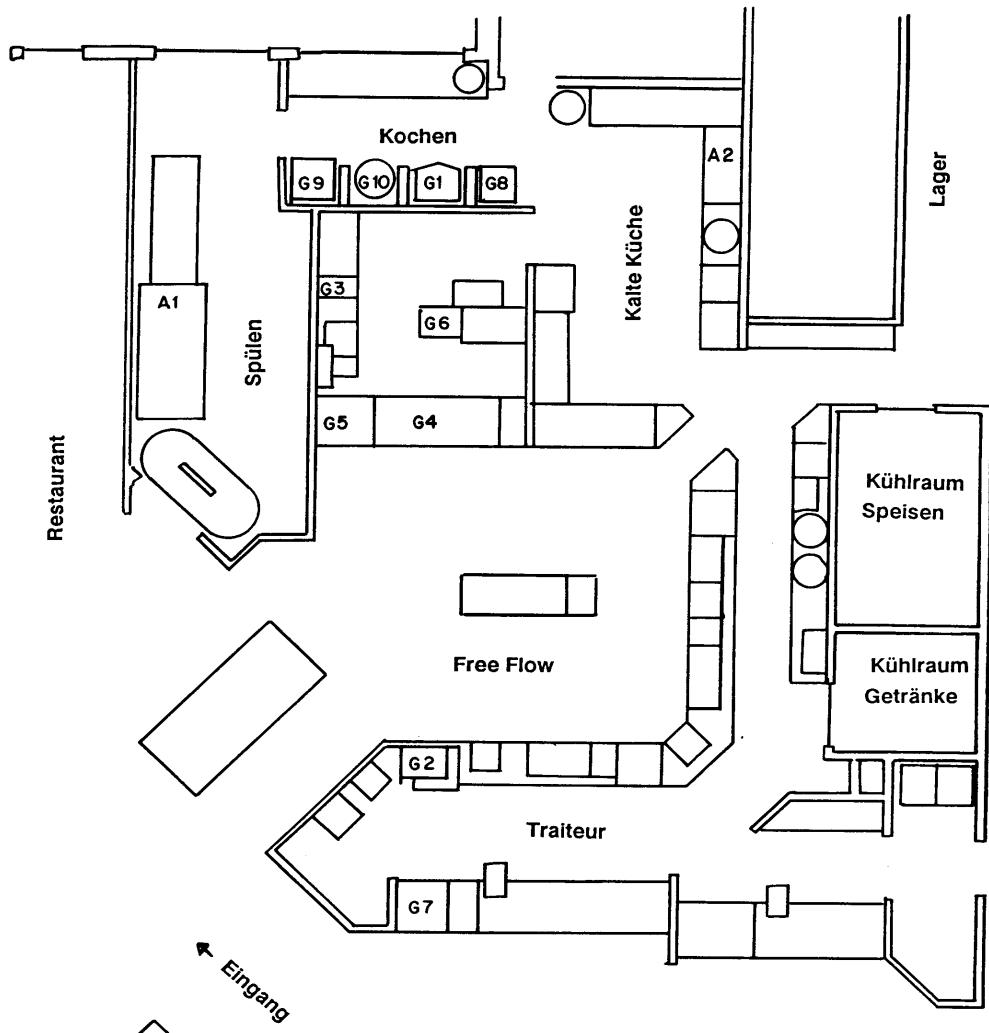 Kochen
G9
G10
G1
G8
A2
Lager
Kalte Küche
G3
A1
G6
Spülen
G5
G4
Restaurant
Kühlraum
Speisen
Free Flow
Kühlraum
Getränke
G2
Traiteur
G7
Eingang